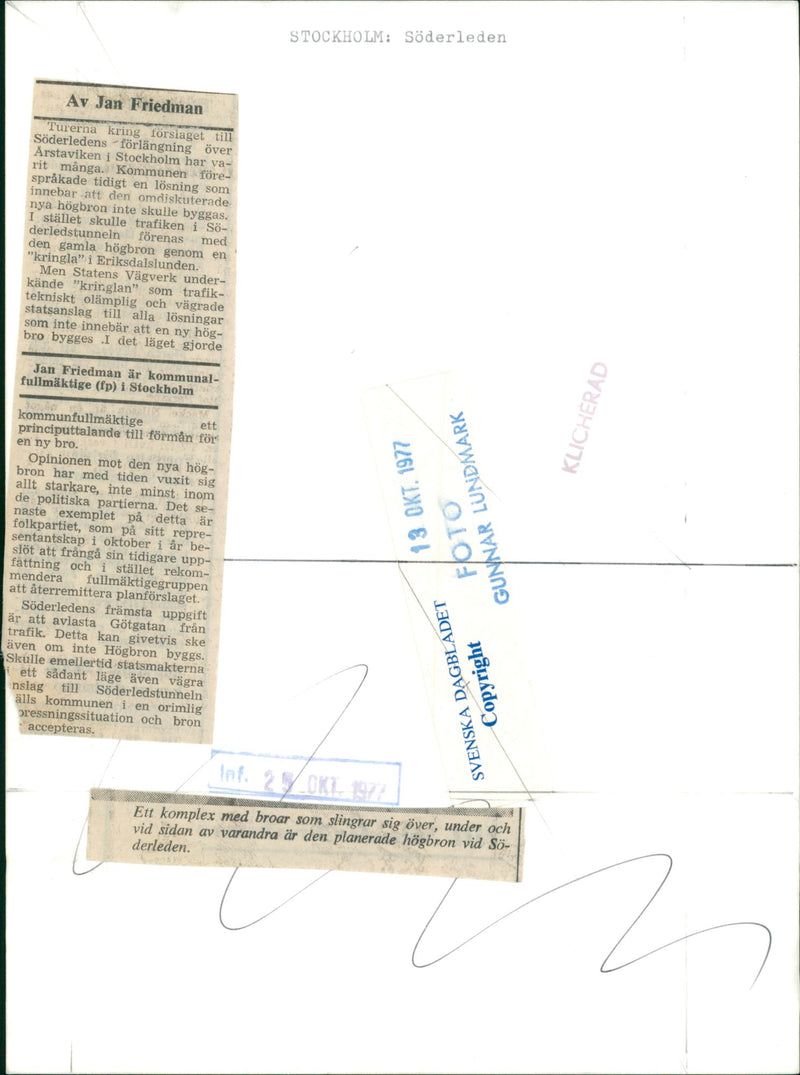 STOCKHOLM: Söderleden
Av Jan Friedman
Turerna kring förslaget till
Söderledens förlängning över
Årstaviken i Stockholm har va-
rit många. Kommunen före-
språkade tidigt en lösning som
innebar att den omdiskuterade
nya högbron inte skulle byggas.
I stället skulle trafiken i Sö-
derledstunneln förenas med
den gamla högbron genom en
"kringla" i Eriksdalslunden.
Men Statens Vägverk under-
kände "kringlan" som trafik-
tekniskt olämplig och vägrade
statsanslag till alla lösningar
som inte innebär att en ny hög-
bro bygges .I det läget gjorde
Jan Friedman är kommunal-
fullmäktige (fp) i Stockholm
kommunfullmäktige ett
principuttalande till förmån för
en ny bro.
Opinionen mot den nya hög-
bron har med tiden vuxit sig
allt starkare, inte minst inom
de politiska partierna. Det se-
naste exemplet på detta är
folkpartiet, som på sitt repre-
sentantskap i oktober i år be-
slöt att frångå sin tidigare upp-
fattning och i stället rekom-
mendera fullmäktigegruppen
att återremittera planförslaget.
Söderledens främsta uppgift
är att avlasta Götgatan från
trafik. Detta kan givetvis ske
även om inte Högbron byggs.
Skulle emellertid statsmakterna
i ett sådant läge även vägra
nslag till Söderledstunneln
älls kommunen i en orimlig
pressningssituation och bron
accepteras.
13 OKT. 1977
FOTO
GUNNAR LUNDMARK
SVENSKA DAGBLADET
Copyright
KLICHERAD
Inf. 25 OKT. 1977
Ett komplex med broar som slingrar sig över, under och
vid sidan av varandra är den planerade högbron vid Sö-
derleden.